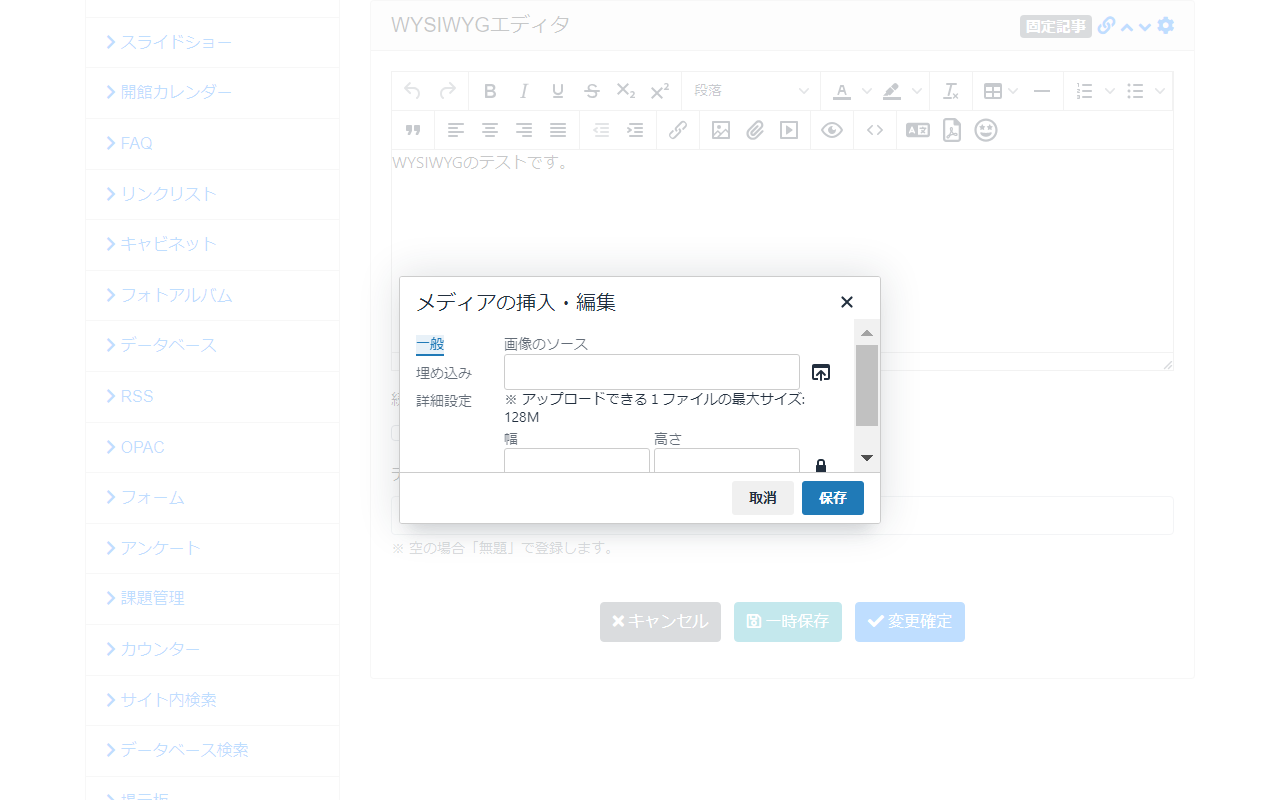 スライドショー
開館カレンダー
FAQ
リンクリスト
キャビネット
フォトアルバム
データベース
RSS
OPAC
フォーム
アンケート
課題管理
カウンター
サイト内検索
データベース検索
掲示板
WYSIWYGエディタ
固定記事
B I U S X₂ X² 段落 A
WYSIWYGのテストです。
メディアの挿入・編集
一般
埋め込み
詳細設定
画像のソース
※ アップロードできる１ファイルの最大サイズ:
128M
幅 高さ
取消 保存
※ 空の場合「無題」で登録します。
キャンセル 一時保存 変更確定